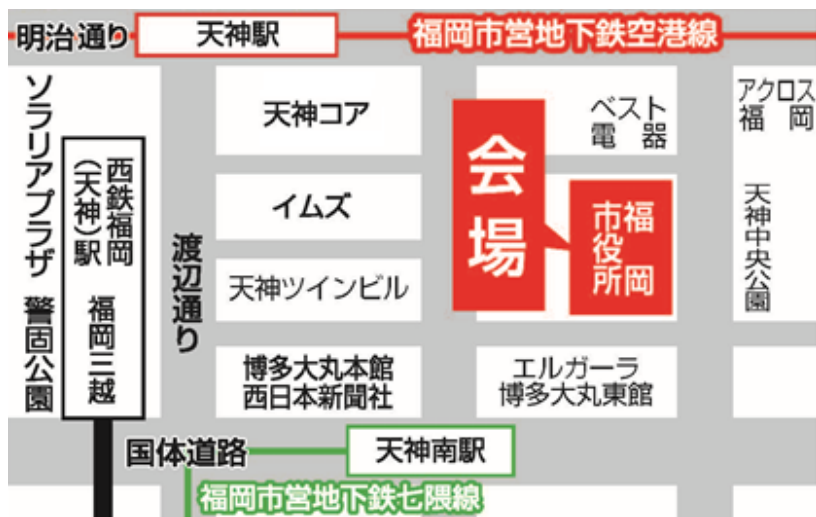 明治通り
天神駅
福岡市営地下鉄空港線
ソラリアプラザ
警固公園
西鉄福岡
(天神)駅
福岡三越
渡辺通り
天神コア
イムズ
天神ツインビル
博多大丸本館
西日本新聞社
会場
ベスト
電器
福岡
市役所
エルガーラ
博多大丸東館
アクロス
福岡
天神中央公園
国体道路
天神南駅
福岡市営地下鉄七隈線